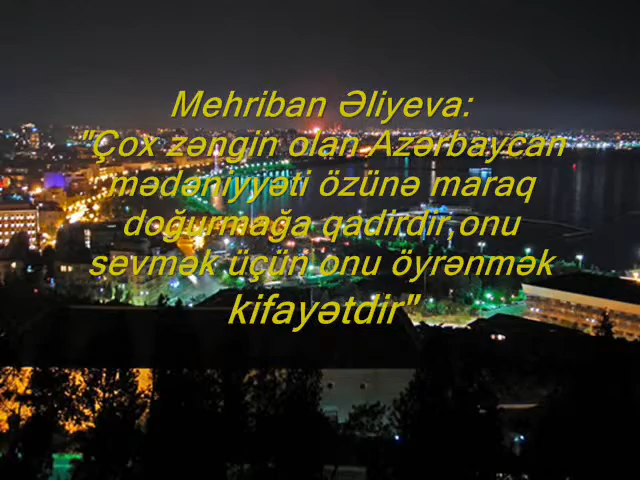 Mehriban Əliyeva:
"Çox zəngin olan Azərbaycan
mədəniyyəti özünə maraq
doğurmağa qadirdir,onu
sevmək üçün onu öyrənmək
kifayətdir"